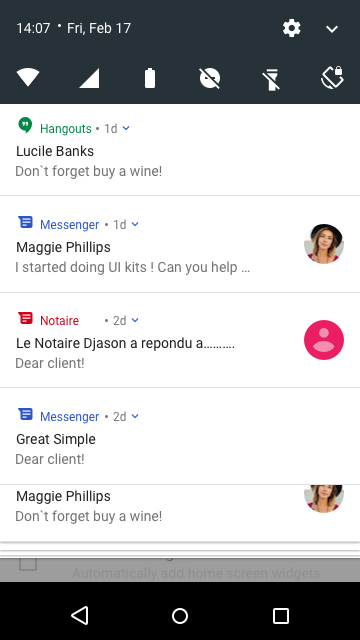 14:07 • Fri, Feb 17
Hangouts • 1d
Lucile Banks
Don`t forget buy a wine!
Messenger • 1d
Maggie Phillips
I started doing UI kits ! Can you help ...
Notaire • 2d
Le Notaire Djason a repondu a..........
Dear client!
Messenger • 2d
Great Simple
Dear client!
Maggie Phillips
Don`t forget buy a wine!
Automatically add home screen widgets